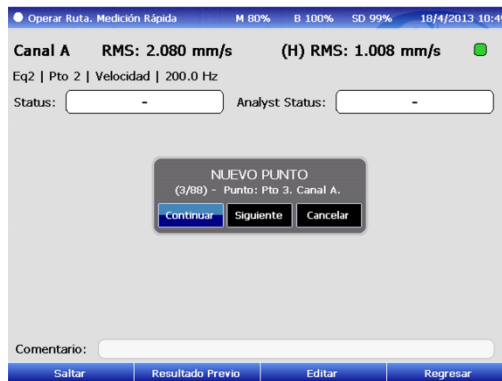 Operar Ruta. Medición Rápida M 80% B 100% SD 99% 18/4/2013 10:49
Canal A RMS: 2.080 mm/s (H) RMS: 1.008 mm/s
Eq2 | Pto 2 | Velocidad | 200.0 Hz
Status: - Analyst Status: -
NUEVO PUNTO
(3/88) - Punto: Pto 3. Canal A.
Continuar Siguiente Cancelar
Comentario:
Saltar Resultado Previo Editar Regresar